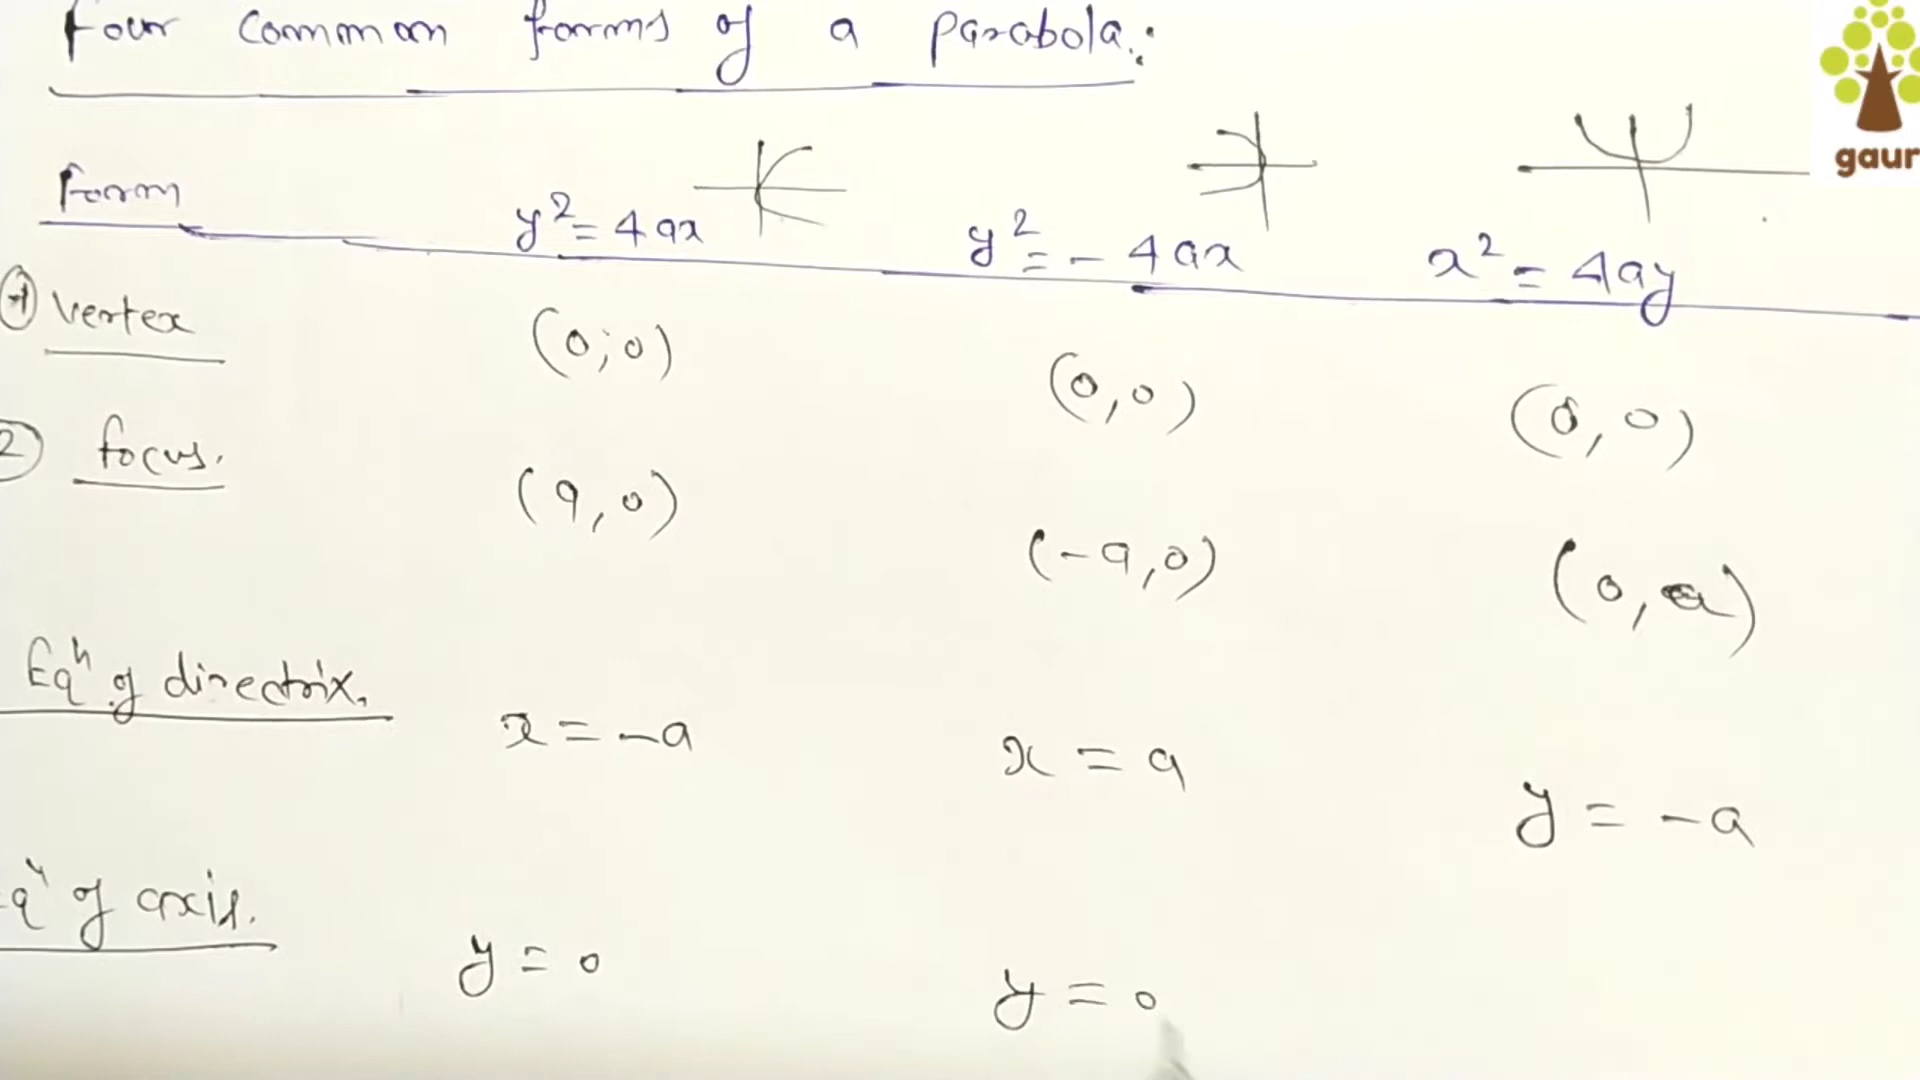 Four common forms of a parabola:
Form y² = 4ax y² = - 4ax x² = 4ay
① Vertex (0,0) (0,0) (0,0)
② focus. (a,0) (-a,0) (0,a)
Eqⁿ of directrix. x = -a x = a y = -a
qⁿ of axis. y = 0 y = 0
gaur